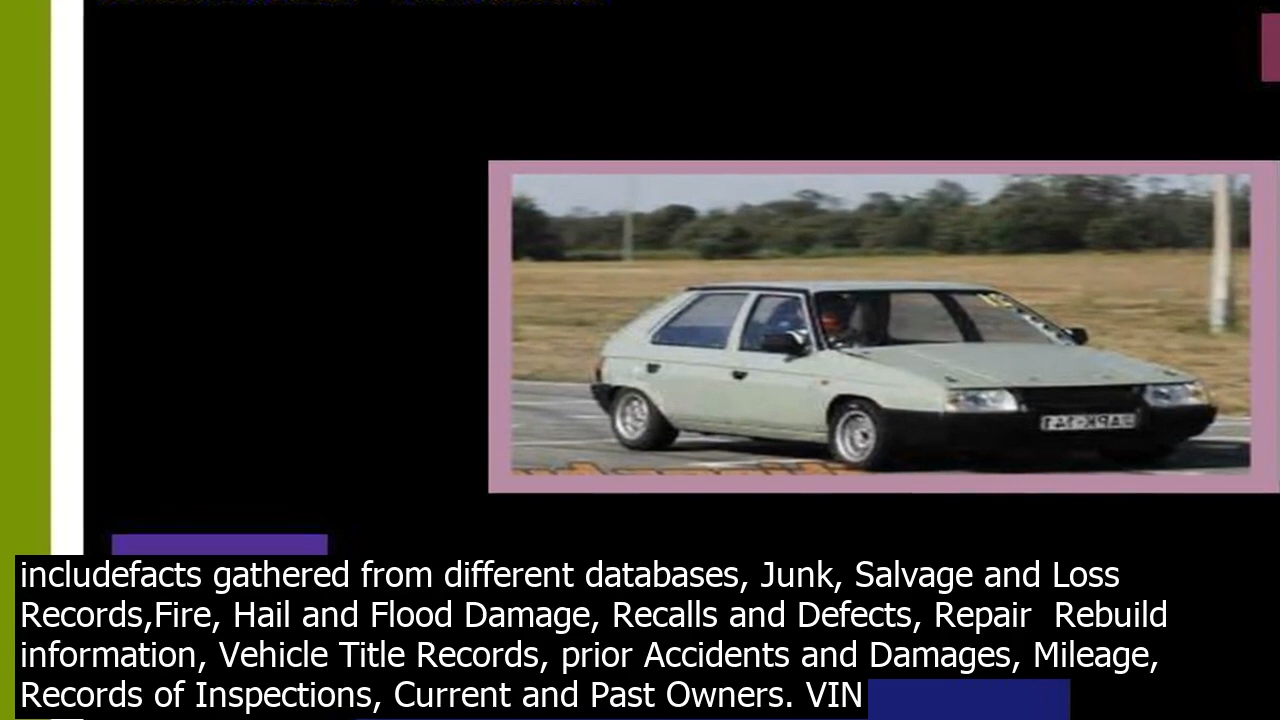 includefacts gathered from different databases, Junk, Salvage and Loss
Records,Fire, Hail and Flood Damage, Recalls and Defects, Repair  Rebuild
information, Vehicle Title Records, prior Accidents and Damages, Mileage,
Records of Inspections, Current and Past Owners. VIN